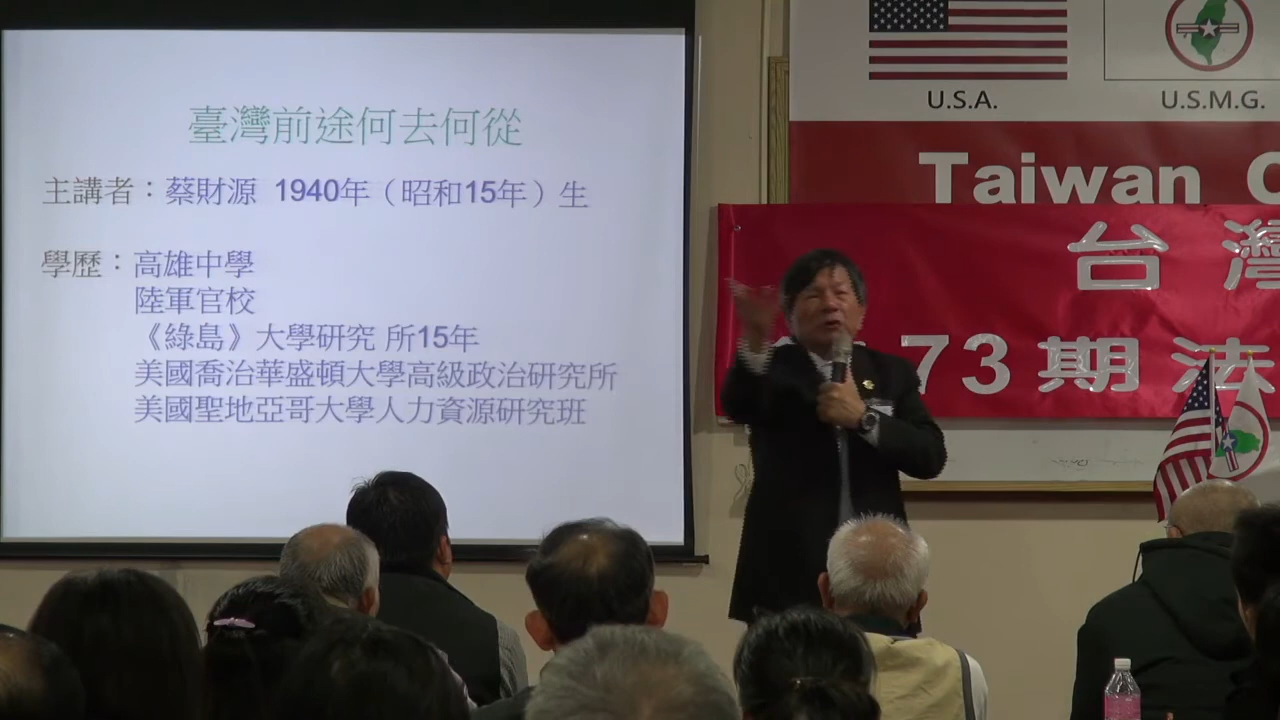 臺灣前途何去何從
主講者：蔡財源 1940年（昭和15年）生
學歷：高雄中學
陸軍官校
《綠島》大學研究 所15年
美國喬治華盛頓大學高級政治研究所
美國聖地亞哥大學人力資源研究班
U.S.A.
U.S.M.G.
Taiwan C
台灣
73期法